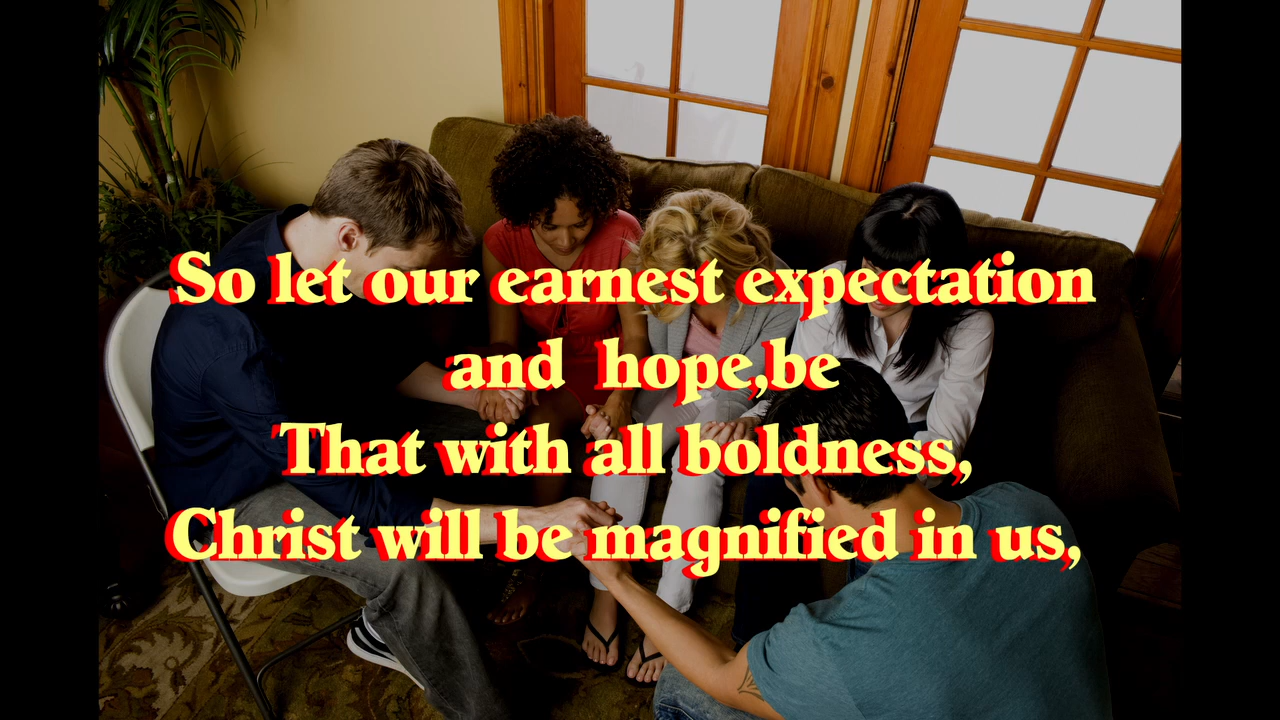 So let our earnest expectation
and  hope,be
That with all boldness,
Christ will be magnified in us,